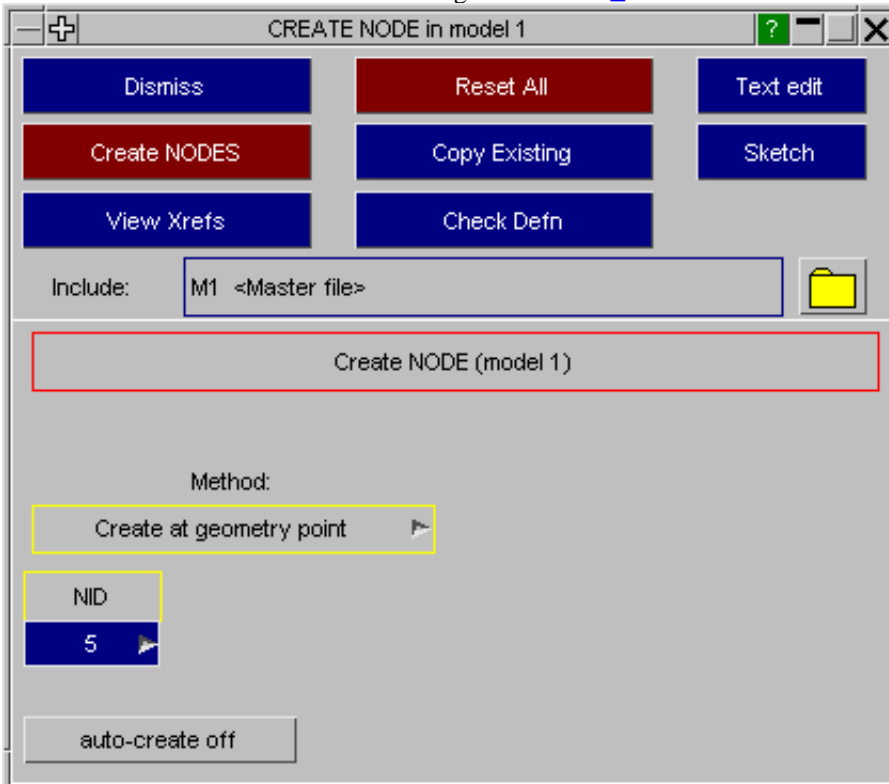 CREATE NODE in model 1 ?
Dismiss Reset All Text edit
Create NODES Copy Existing Sketch
View Xrefs Check Defn
Include: M1 <Master file>
Create NODE (model 1)
Method:
Create at geometry point
NID
5
auto-create off